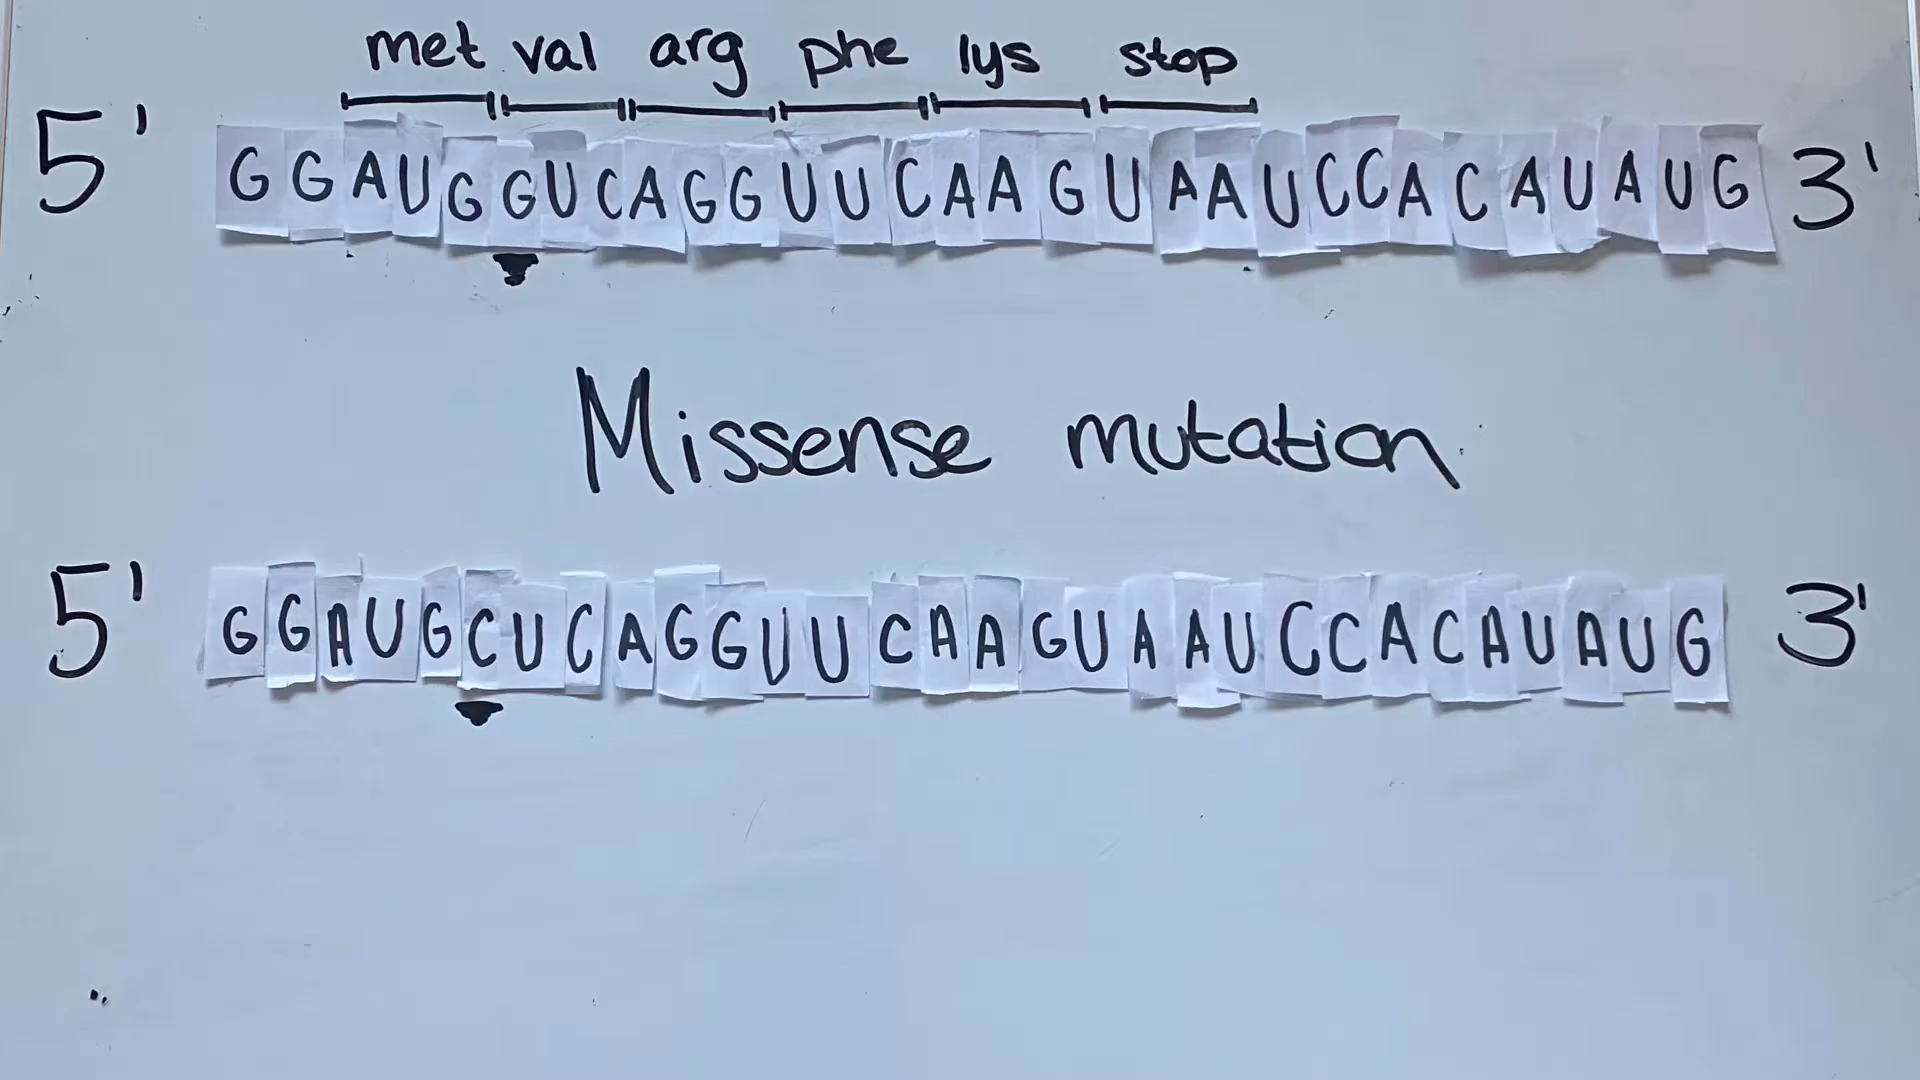 met val arg phe lys stop
5' GGAUGGUCAGGUUCAAGUAAUCCACAUAUG 3'
Missense mutation
5' GGAUGCUCAGGUUCAAGUAAUCCACAUAUG 3'